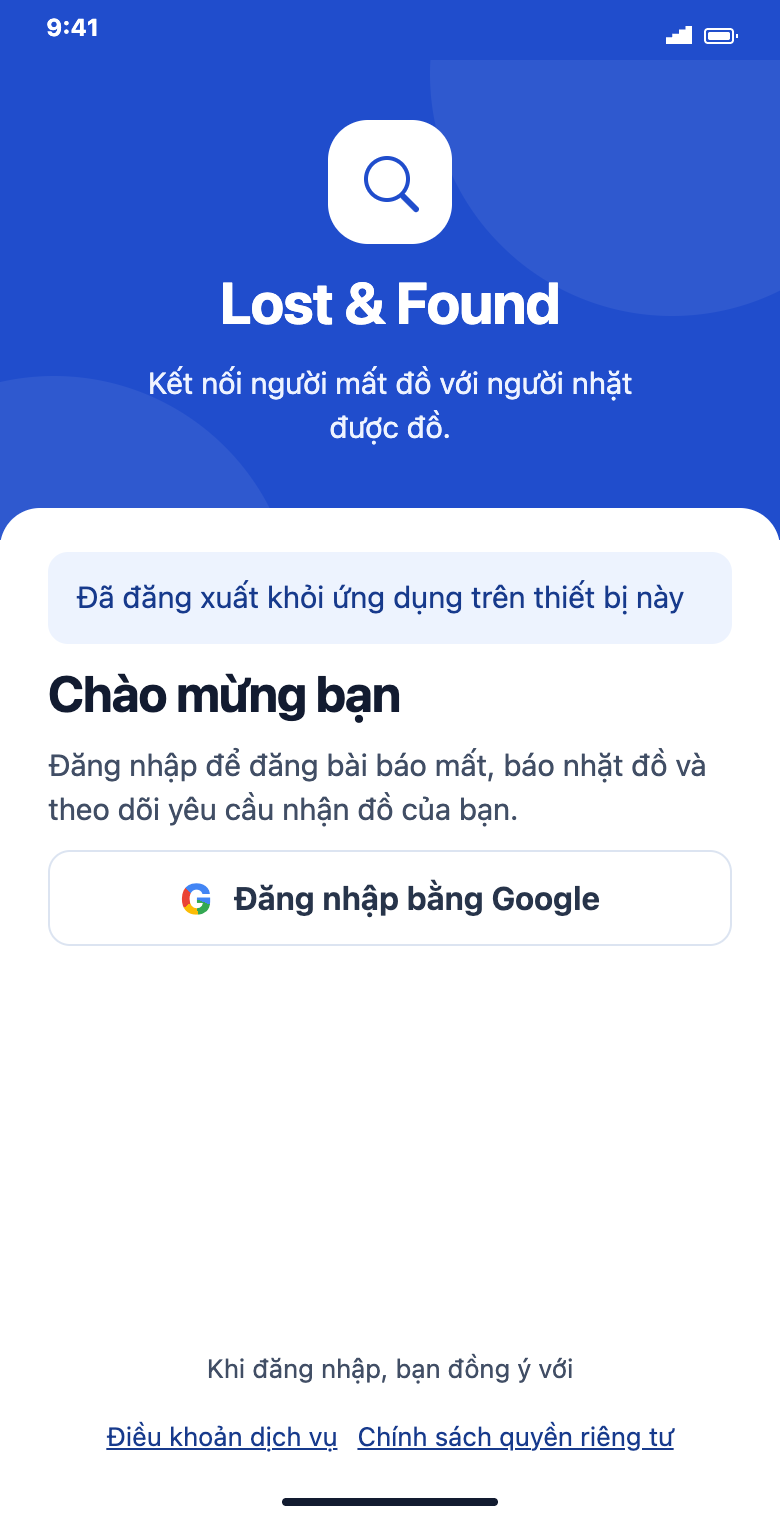 9:41
Lost & Found
Kết nối người mất đồ với người nhặt
được đồ.
Đã đăng xuất khỏi ứng dụng trên thiết bị này
Chào mừng bạn
Đăng nhập để đăng bài báo mất, báo nhặt đồ và
theo dõi yêu cầu nhận đồ của bạn.
Đăng nhập bằng Google
Khi đăng nhập, bạn đồng ý với
Điều khoản dịch vụ Chính sách quyền riêng tư